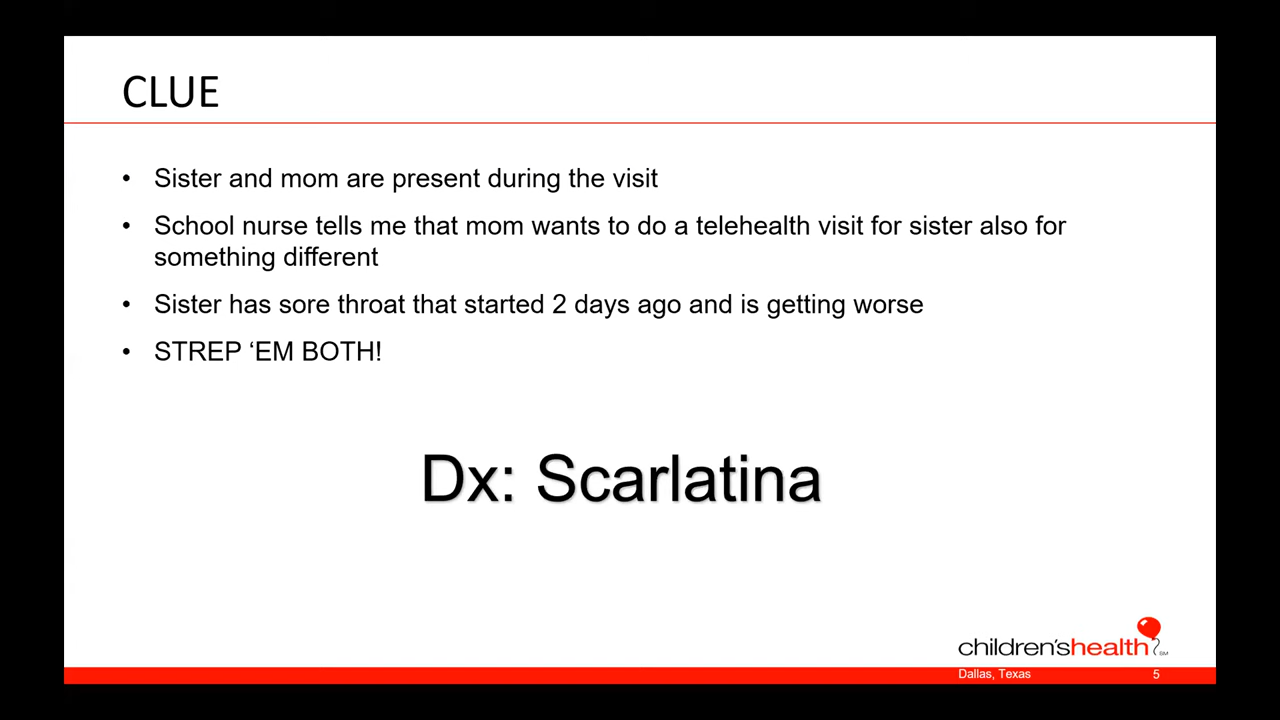 CLUE
• Sister and mom are present during the visit
• School nurse tells me that mom wants to do a telehealth visit for sister also for
something different
• Sister has sore throat that started 2 days ago and is getting worse
• STREP ‘EM BOTH!
Dx: Scarlatina
children'shealth SM
Dallas, Texas
5